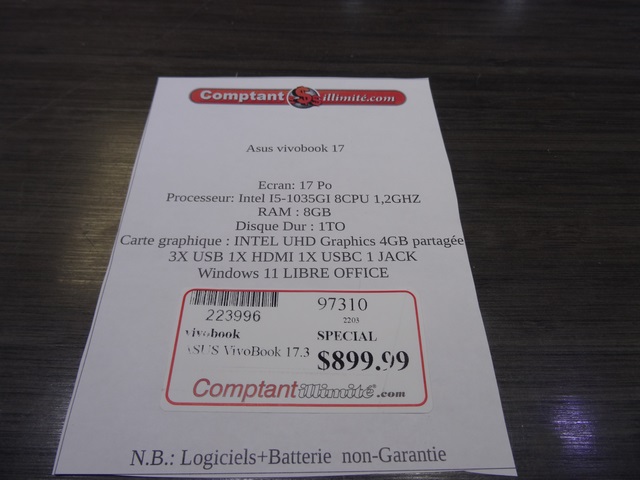 Comptant illimité.com
Asus vivobook 17
Ecran: 17 Po
Processeur: Intel I5-1035GI 8CPU 1,2GHZ
RAM : 8GB
Disque Dur : 1TO
Carte graphique : INTEL UHD Graphics 4GB partagée
3X USB 1X HDMI 1X USBC 1 JACK
Windows 11 LIBRE OFFICE
223996
97310
2203
vivobook
SPECIAL
ASUS VivoBook 17.3
$899.99
Comptant illimité.com
N.B.: Logiciels+Batterie non-Garantie